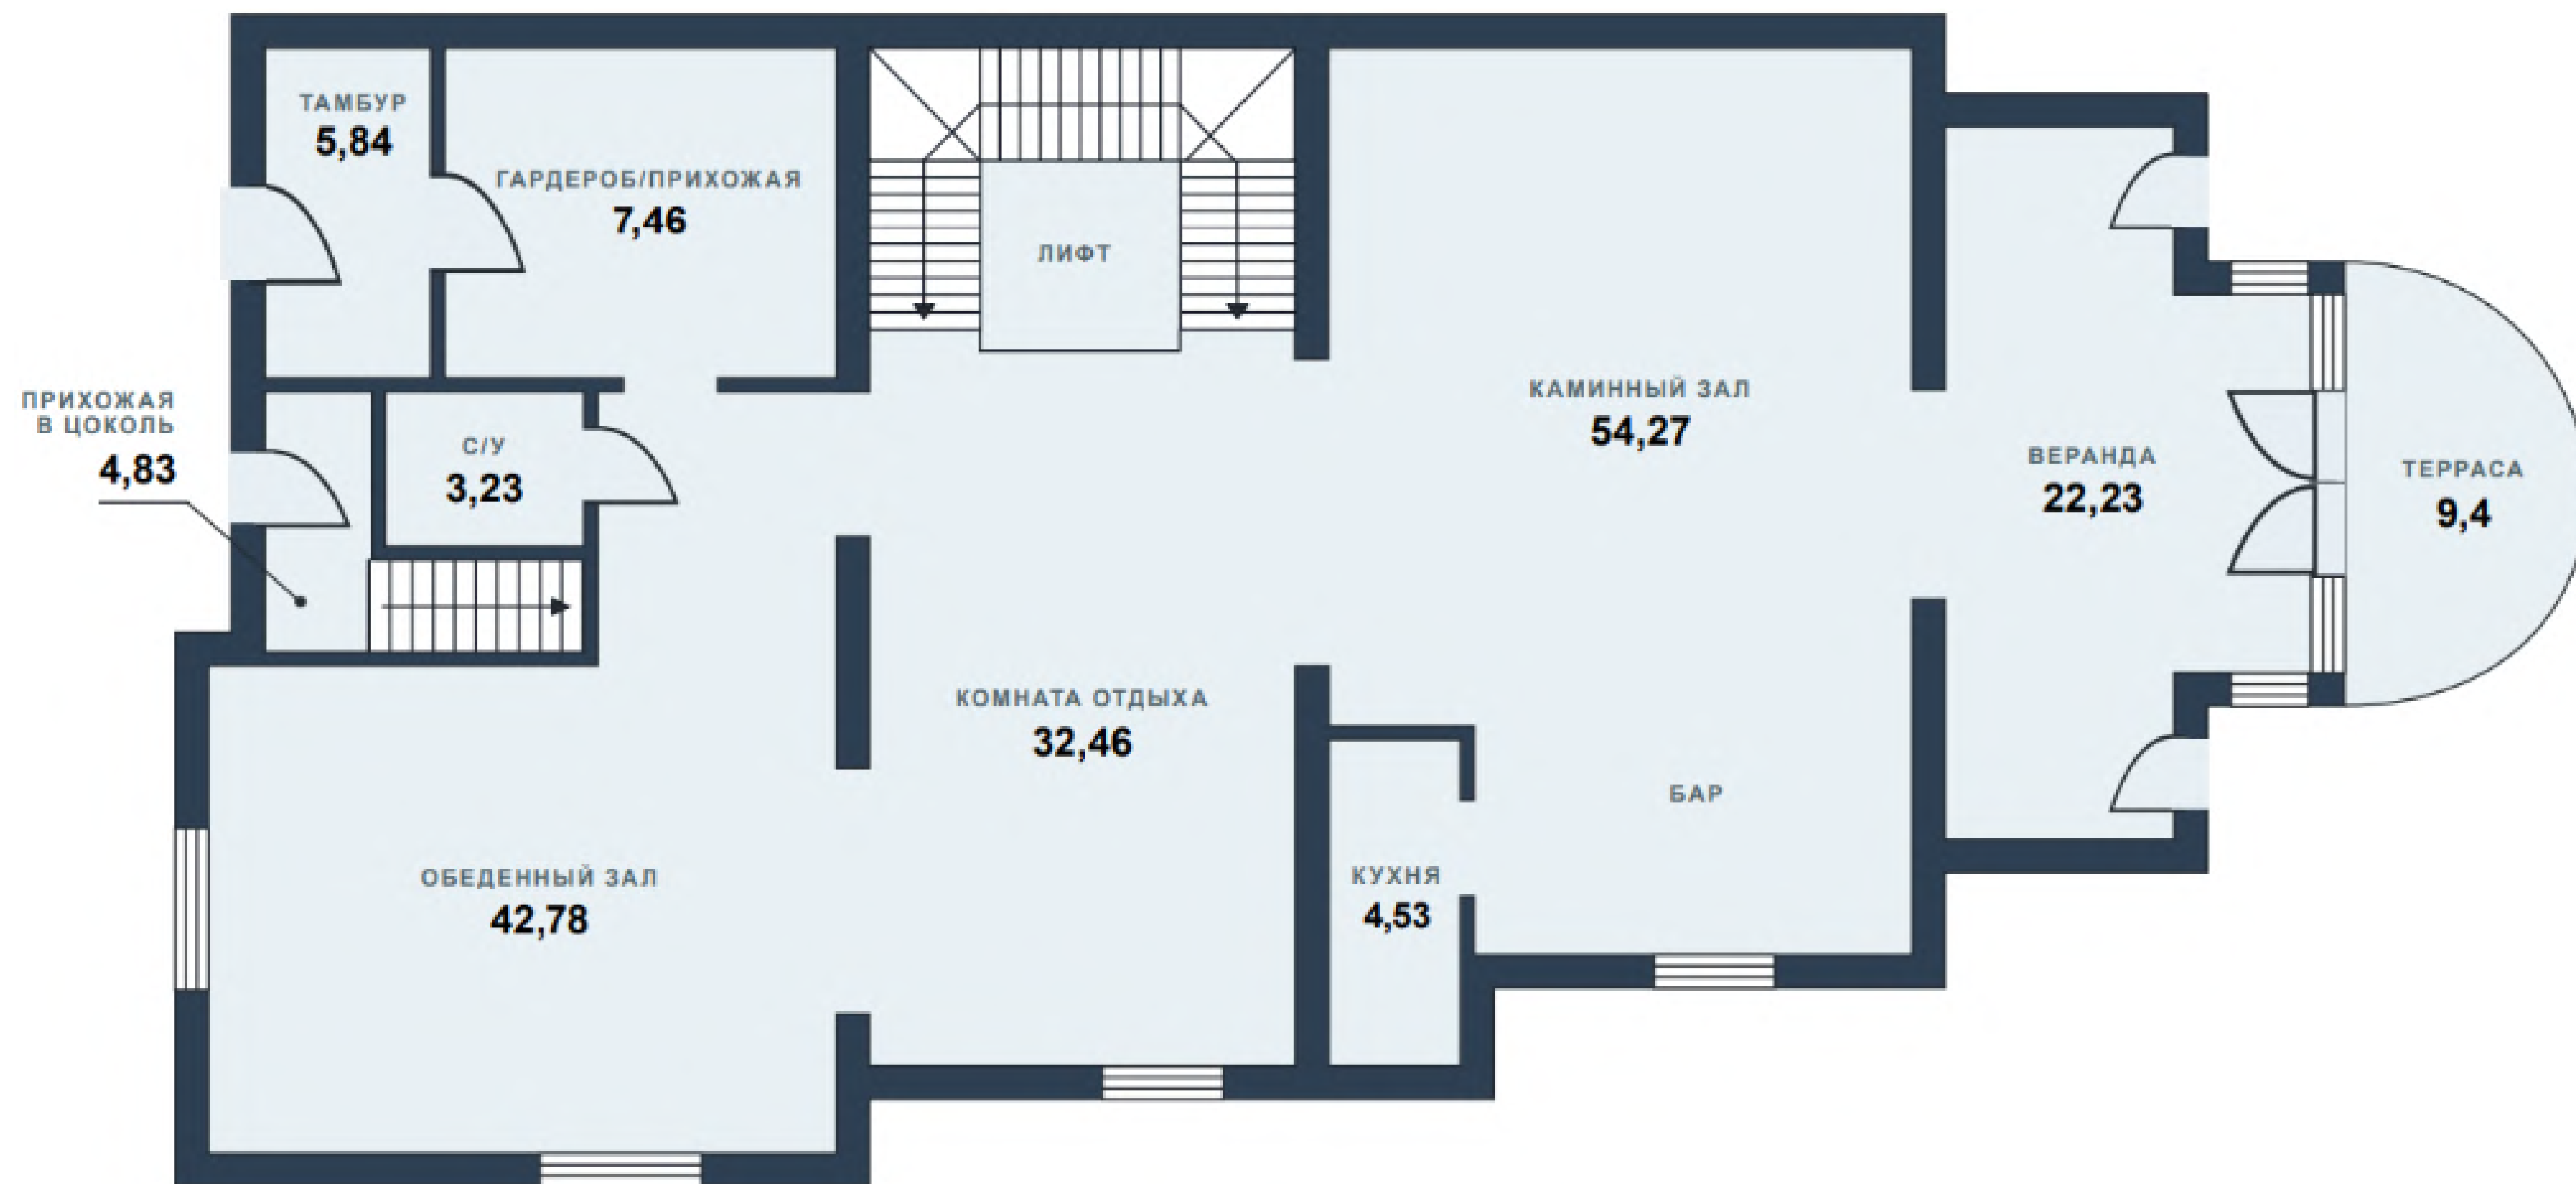 ТАМБУР
5,84
ГАРДЕРОБ/ПРИХОЖАЯ
7,46
ЛИФТ
ПРИХОЖАЯ
В ЦОКОЛЬ
4,83
С/У
3,23
КАМИННЫЙ ЗАЛ
54,27
ВЕРАНДА
22,23
ТЕРРАСА
9,4
КОМНАТА ОТДЫХА
32,46
БАР
ОБЕДЕННЫЙ ЗАЛ
42,78
КУХНЯ
4,53